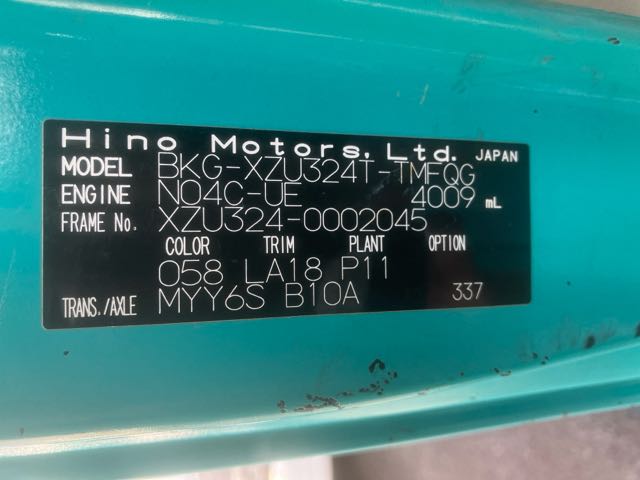 Hino Motors, Ltd. JAPAN
MODEL BKG-XZU324T-TMFQG
ENGINE N04C-UE 4009 mL
FRAME No. XZU324-0002045
COLOR TRIM PLANT OPTION
058 LA18 P11
TRANS./AXLE MYY6S B10A 337